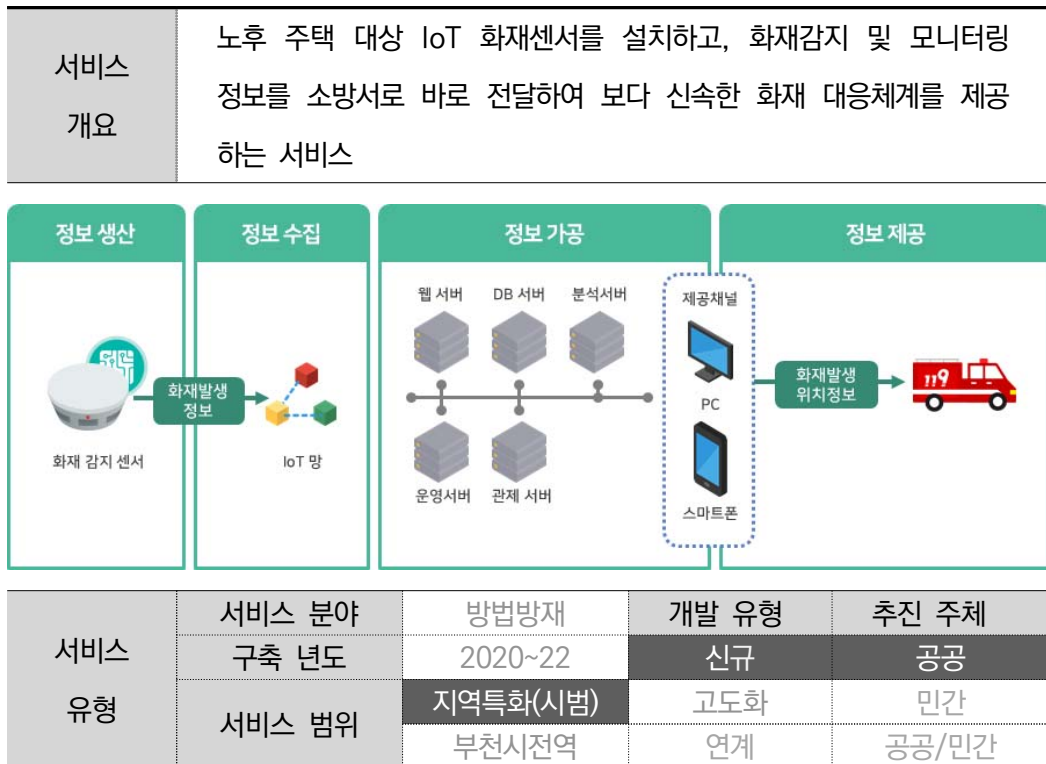 서비스
개요
노후 주택 대상 IoT 화재센서를 설치하고, 화재감지 및 모니터링
정보를 소방서로 바로 전달하여 보다 신속한 화재 대응체계를 제공
하는 서비스
정보 생산
정보 수집
정보 가공
정보 제공
화재 감지 센서
화재발생
정보
IoT 망
웹 서버
DB 서버
분석서버
운영서버
관제 서버
제공채널
PC
스마트폰
화재발생
위치정보
119
서비스
유형
서비스 분야
방법방재
개발 유형
추진 주체
구축 년도
2020~22
신규
공공
서비스 범위
지역특화(시범)
고도화
민간
부천시전역
연계
공공/민간